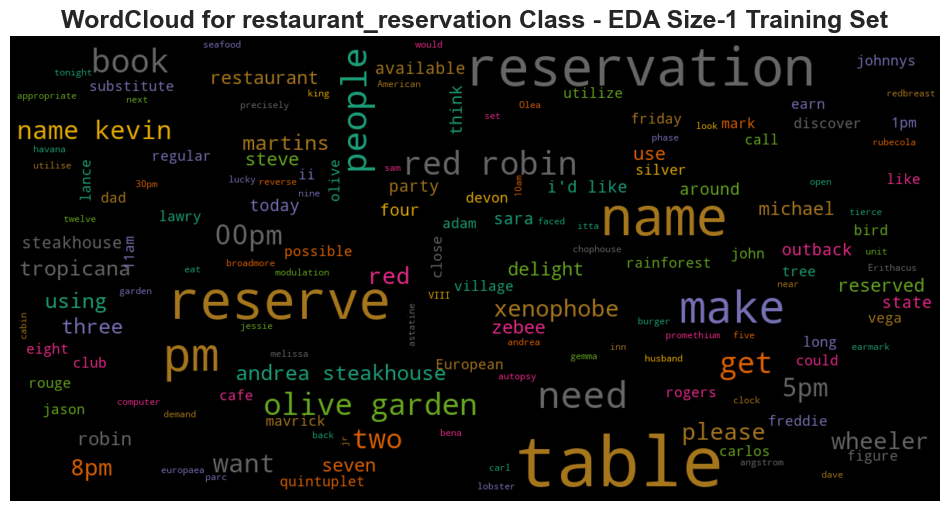 WordCloud for restaurant_reservation Class - EDA Size-1 Training Set
seafood would
book people available reservation johnnys
tonight substitute restaurant American utilize
appropriate next king think earn redbreast
precisely Olea
name kevin martins set friday mark look discover 1pm
phase call rubecola
havana steve red robin use
utilise lance regular ii olive sam silver
30pm lucky reverse party 10am i'd like around open like
dad nine devon
twelve lawry today four adam sara faced name michael tierce
itta bird
steakhouse 11am 00pm possible close chophouse john outback unit
tropicana eat broadmore modulation red delight rainforest tree Erithacus
village near reserved
using garden reserve VIII xenophobe make state
three jessie astatine zebee burger promethium five vega
cabin
eight melissa andrea inn long
club pm European gemma husband could earmark
rouge andrea steakhouse autopsy get
computer cafe need rogers clock 5pm
jason demand olive garden
mavrick bena freddie
robin back jr two please wheeler
carlos figure
8pm europaea want seven carl table angstrom
parc quintuplet lobster dave